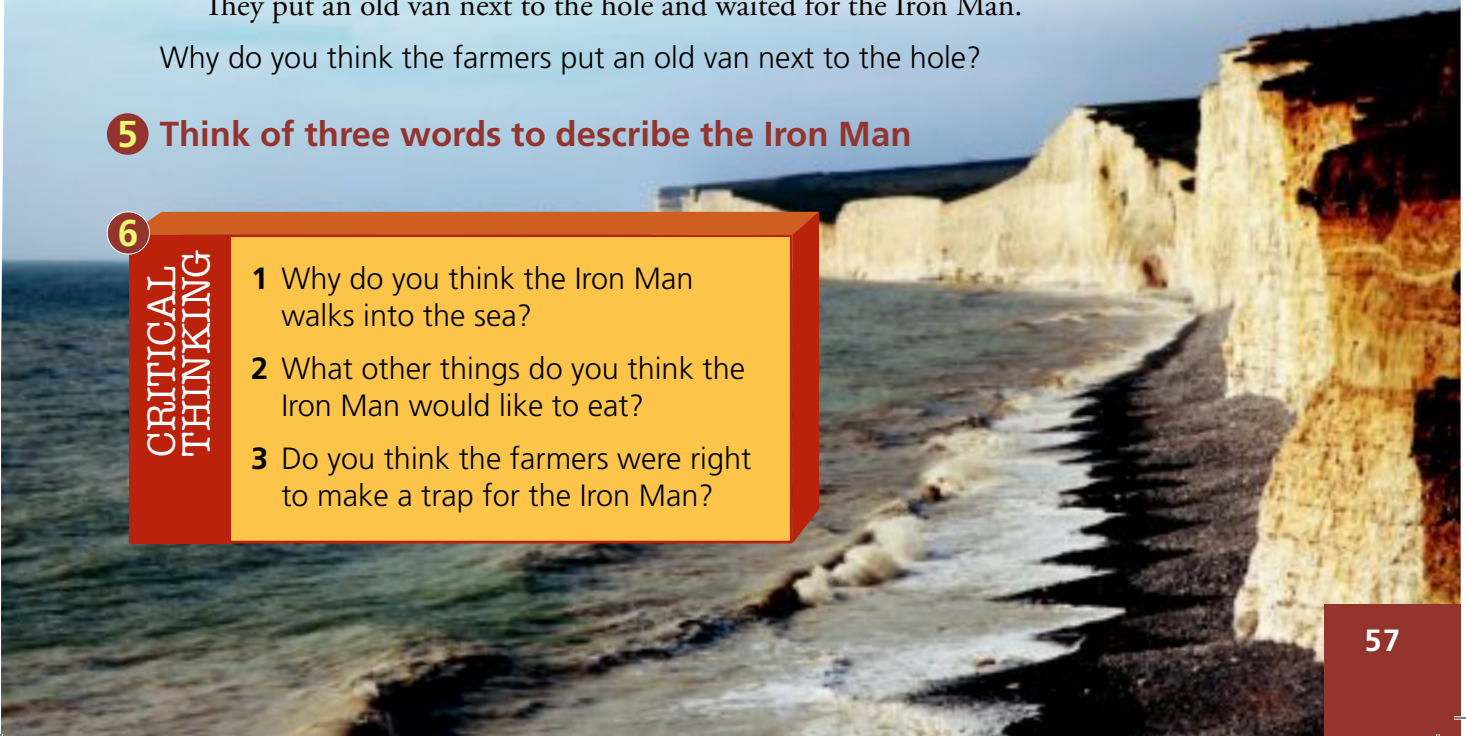 They put an old van next to the hole and waited for the Iron Man.
Why do you think the farmers put an old van next to the hole?
5 Think of three words to describe the Iron Man
6
CRITICAL
THINKING
1 Why do you think the Iron Man
walks into the sea?
2 What other things do you think the
Iron Man would like to eat?
3 Do you think the farmers were right
to make a trap for the Iron Man?
57